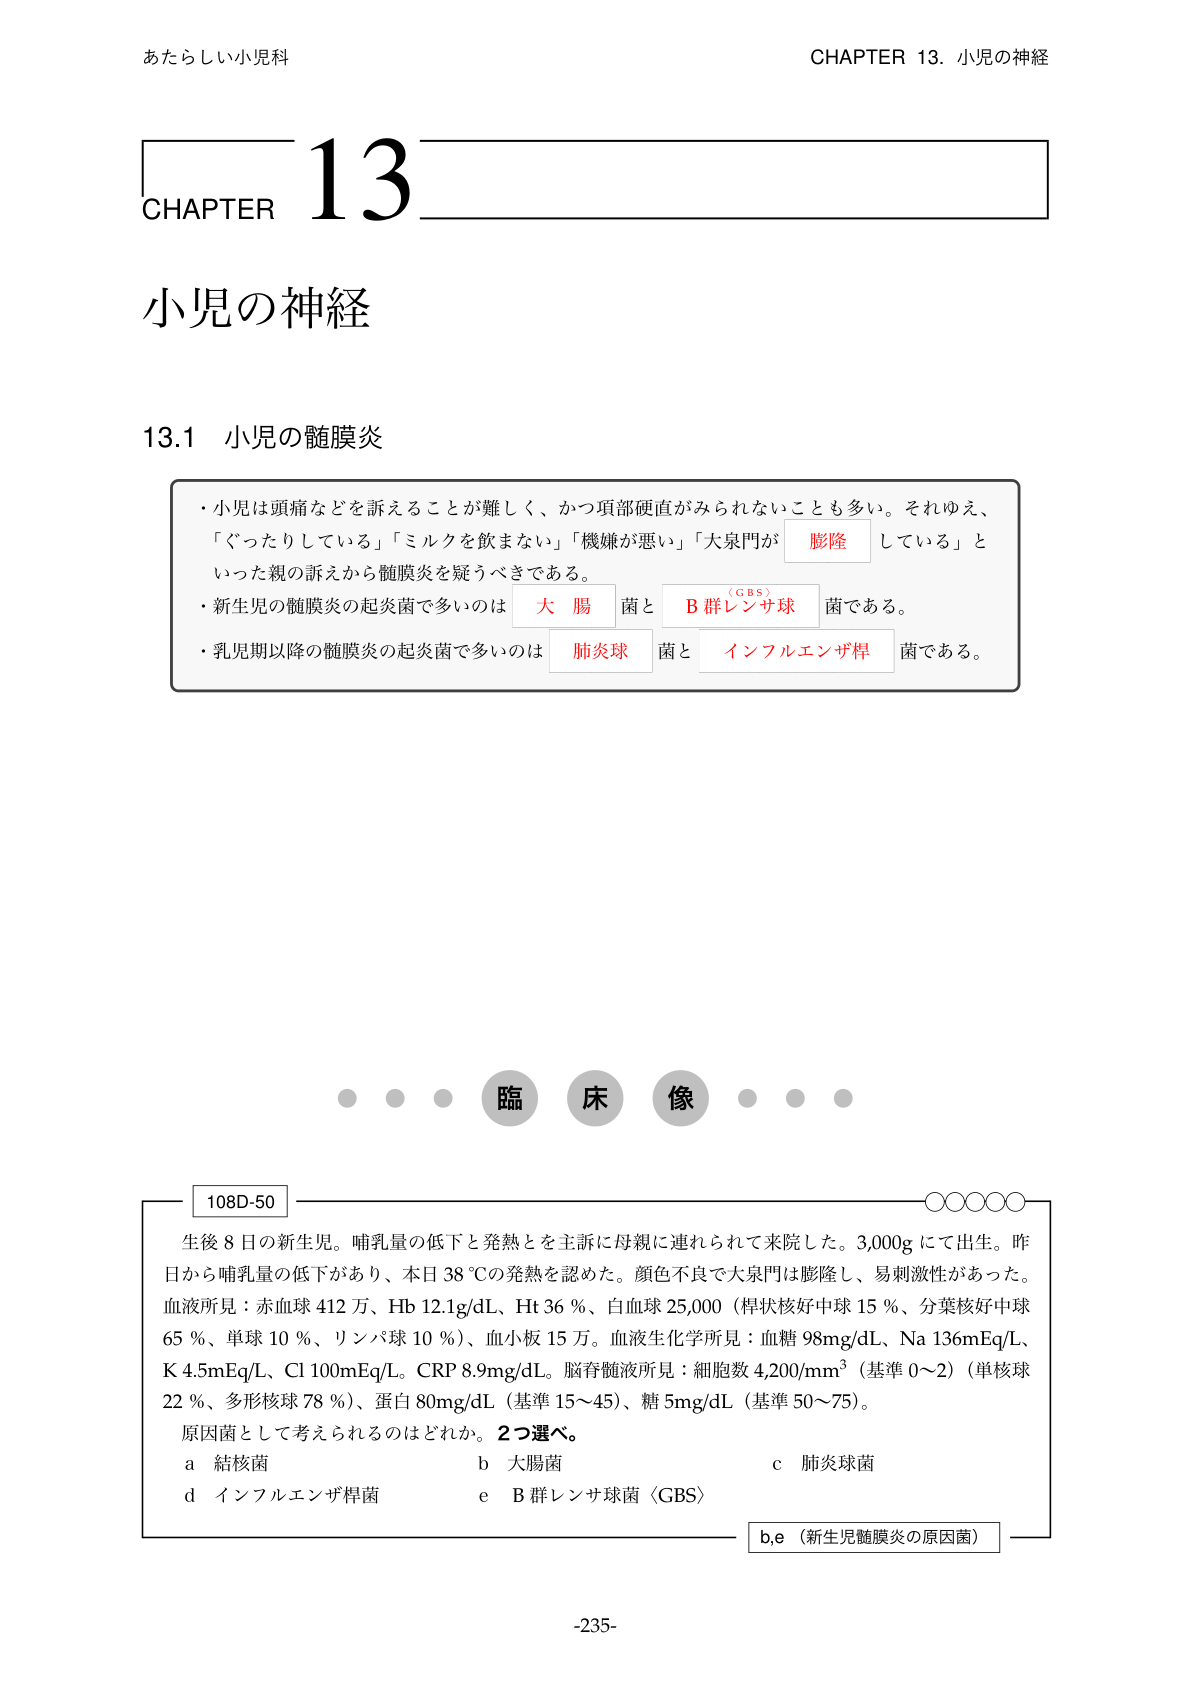 あたらしい小児科
CHAPTER 13. 小児の神経
CHAPTER 13
小児の神経
13.1 小児の髄膜炎
・小児は頭痛などを訴えることが難しく、かつ項部硬直がみられないことも多い。それゆえ、
「ぐったりしている」「ミルクを飲まない」「機嫌が悪い」「大泉門が 膨隆 している」と
いった親の訴えから髄膜炎を疑うべきである。
・新生児の髄膜炎の起炎菌で多いのは 大 腸 菌と B 群レンサ球〈GBS〉 菌である。
・乳児期以降の髄膜炎の起炎菌で多いのは 肺炎球 菌と インフルエンザ桿 菌である。
臨 床 像
108D-50
生後 8 日の新生児。哺乳量の低下と発熱とを主訴に母親に連れられて来院した。3,000g にて出生。昨
日から哺乳量の低下があり、本日 38 ℃の発熱を認めた。顔色不良で大泉門は膨隆し、易刺激性があった。
血液所見：赤血球 412 万、Hb 12.1g/dL、Ht 36 %、白血球 25,000（桿状核好中球 15 %、分葉核好中球
65 %、単球 10 %、リンパ球 10 %）、血小板 15 万。血液生化学所見：血糖 98mg/dL、Na 136mEq/L、
K 4.5mEq/L、Cl 100mEq/L。CRP 8.9mg/dL。脳脊髄液所見：細胞数 4,200/mm³（基準 0〜2）（単核球
22 %、多形核球 78 %）、蛋白 80mg/dL（基準 15〜45）、糖 5mg/dL（基準 50〜75）。
原因菌として考えられるのはどれか。2つ選べ。
a 結核菌 b 大腸菌 c 肺炎球菌
d インフルエンザ桿菌 e B 群レンサ球菌〈GBS〉
b,e （新生児髄膜炎の原因菌）
-235-